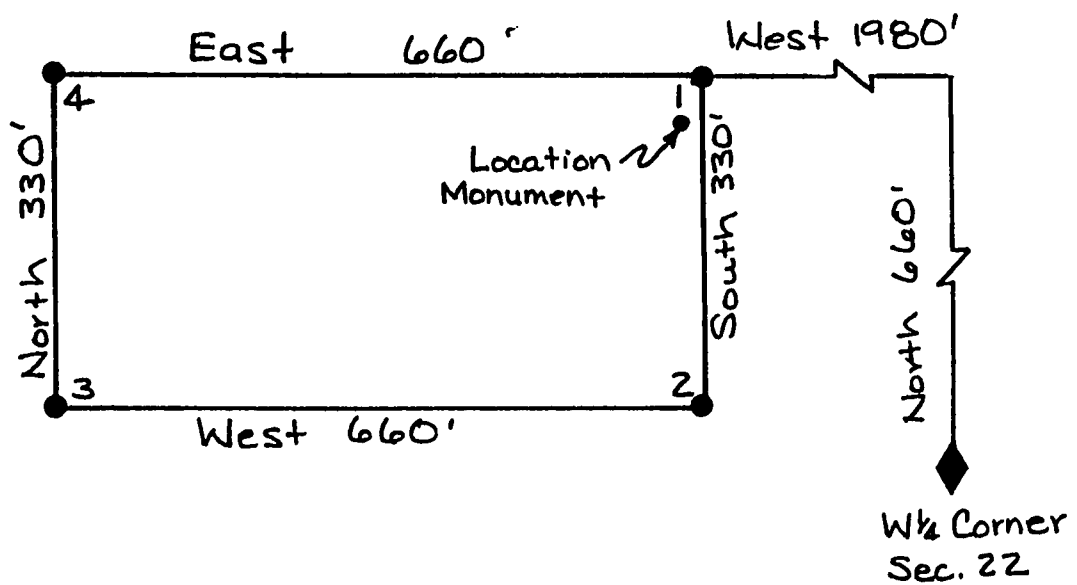 East 660'
West 1980'
4
1
Location
Monument
North 330'
South 330'
North 660'
3
2
West 660'
W¼ Corner
Sec. 22